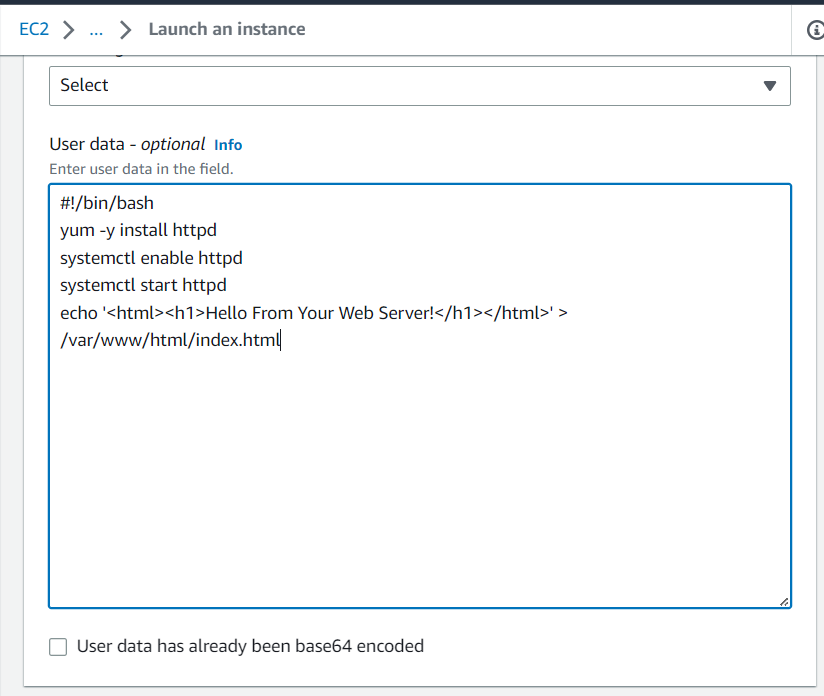 EC2 > ... > Launch an instance
Select
User data - optional Info
Enter user data in the field.
#!/bin/bash
yum -y install httpd
systemctl enable httpd
systemctl start httpd
echo '<html><h1>Hello From Your Web Server!</h1></html>' >
/var/www/html/index.html
User data has already been base64 encoded